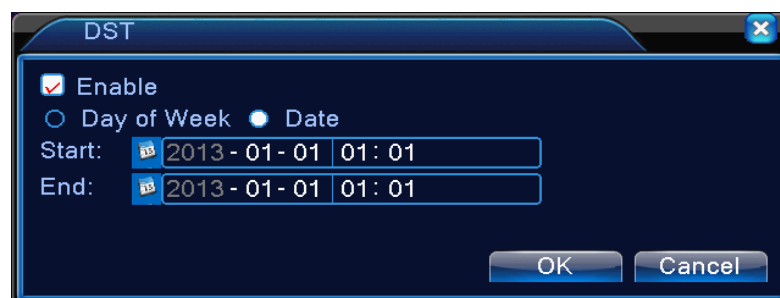 DST
Enable
Day of Week Date
Start: 2013-01-01 01:01
End: 2013-01-01 01:01
OK Cancel